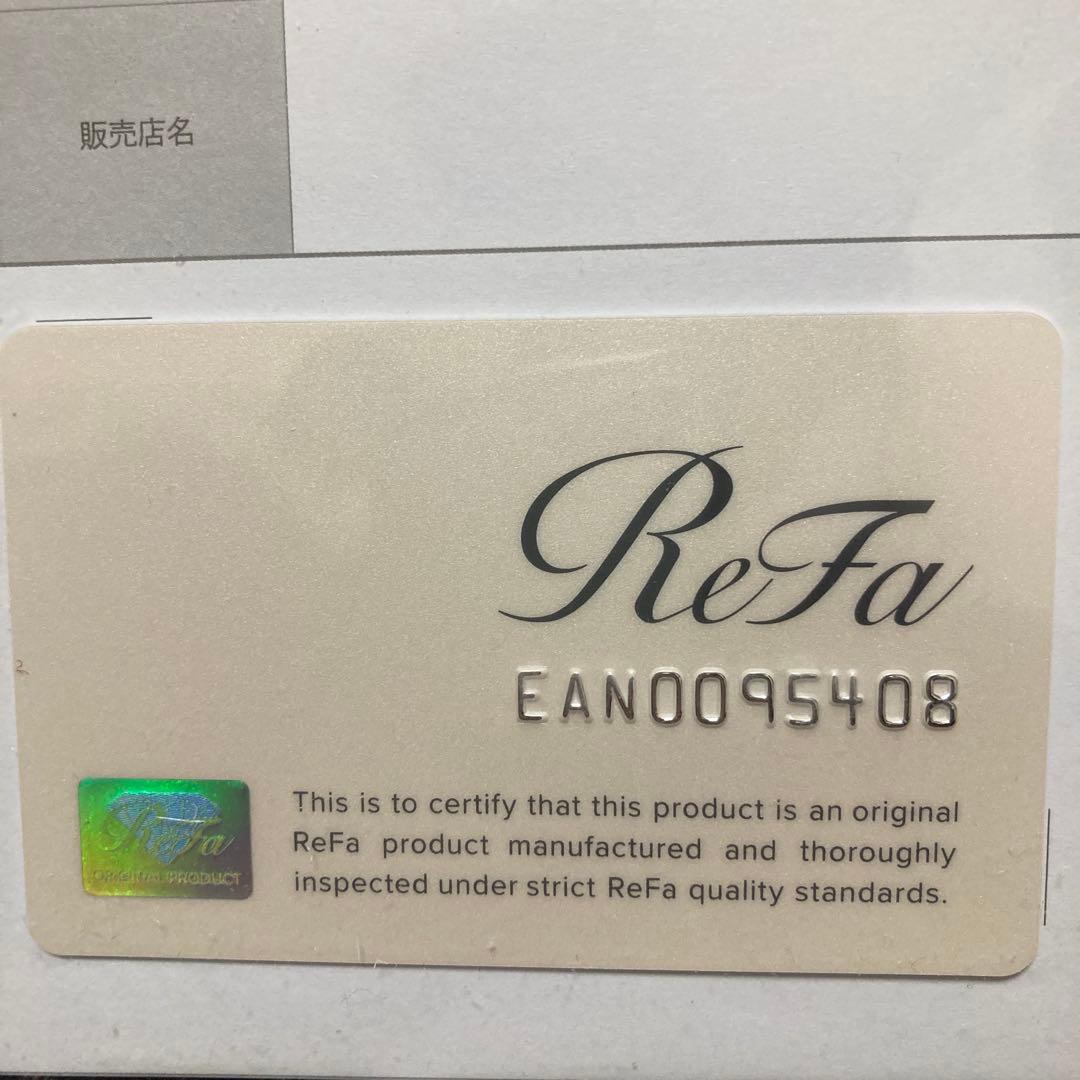 販売店名
ReFa
EAN0095408
ReFa
ORIGINAL PRODUCT
This is to certify that this product is an original
ReFa product manufactured and thoroughly
inspected under strict ReFa quality standards.